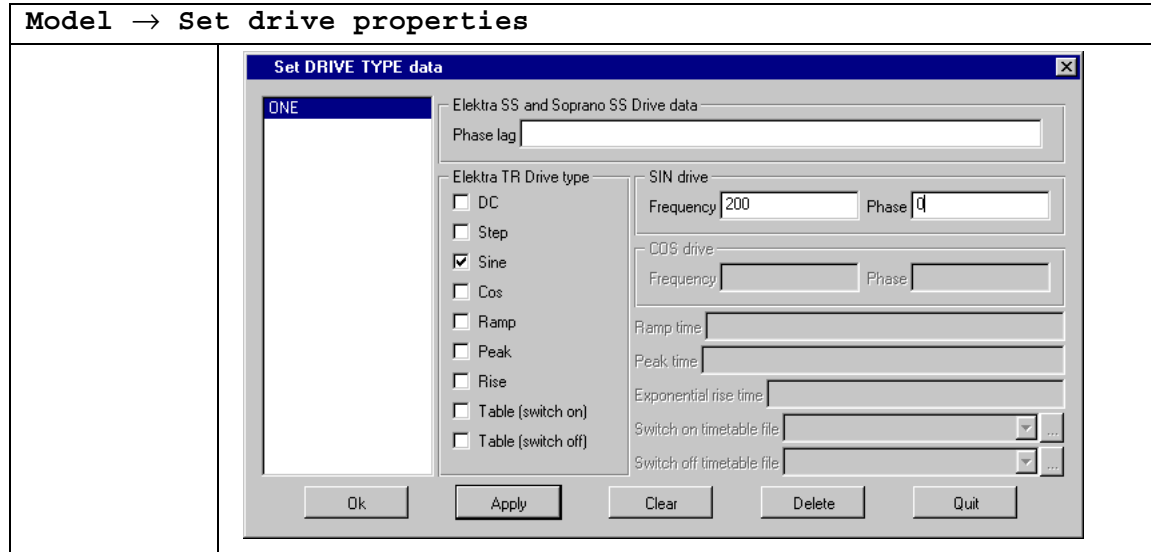 Model → Set drive properties
Set DRIVE TYPE data
ONE
Elektra SS and Soprano SS Drive data
Phase lag
Elektra TR Drive type
DC
Step
Sine
Cos
Ramp
Peak
Rise
Table (switch on)
Table (switch off)
SIN drive
Frequency 200 Phase 0
COS drive
Frequency Phase
Ramp time
Peak time
Exponential rise time
Switch on timetable file ...
Switch off timetable file ...
Ok Apply Clear Delete Quit